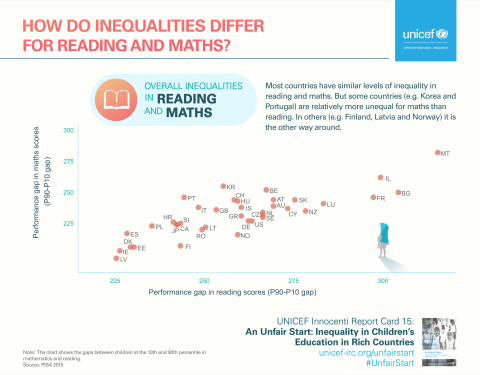 HOW DO INEQUALITIES DIFFER
FOR READING AND MATHS?
unicef
OVERALL INEQUALITIES
IN READING
AND MATHS
Most countries have similar levels of inequality in
reading and maths. But some countries (e.g. Korea and
Portugal) are relatively more unequal for maths than
reading. In others (e.g. Finland, Latvia and Norway) it is
the other way around.
Performance gap in maths scores
(P90-P10 gap)
300
275
250
225
MT
IL
BG
FR
KR
BE
PT
CH
HU
AT
SK
LU
IT
GB
IS
AU
CY
NZ
HR
SI
GR
CZ
NL
SE
PL
JP
CA
LT
DE
US
ES
RO
NO
DK
EE
FI
IE
LV
225
250
275
300
Performance gap in reading scores (P90-P10 gap)
UNICEF Innocenti Report Card 15:
An Unfair Start: Inequality in Children's
Education in Rich Countries
unicef-irc.org/unfairstart
#UnfairStart
Note: The chart shows the gaps between children at the 10th and 90th percentile in
mathematics and reading.
Source: PISA 2015